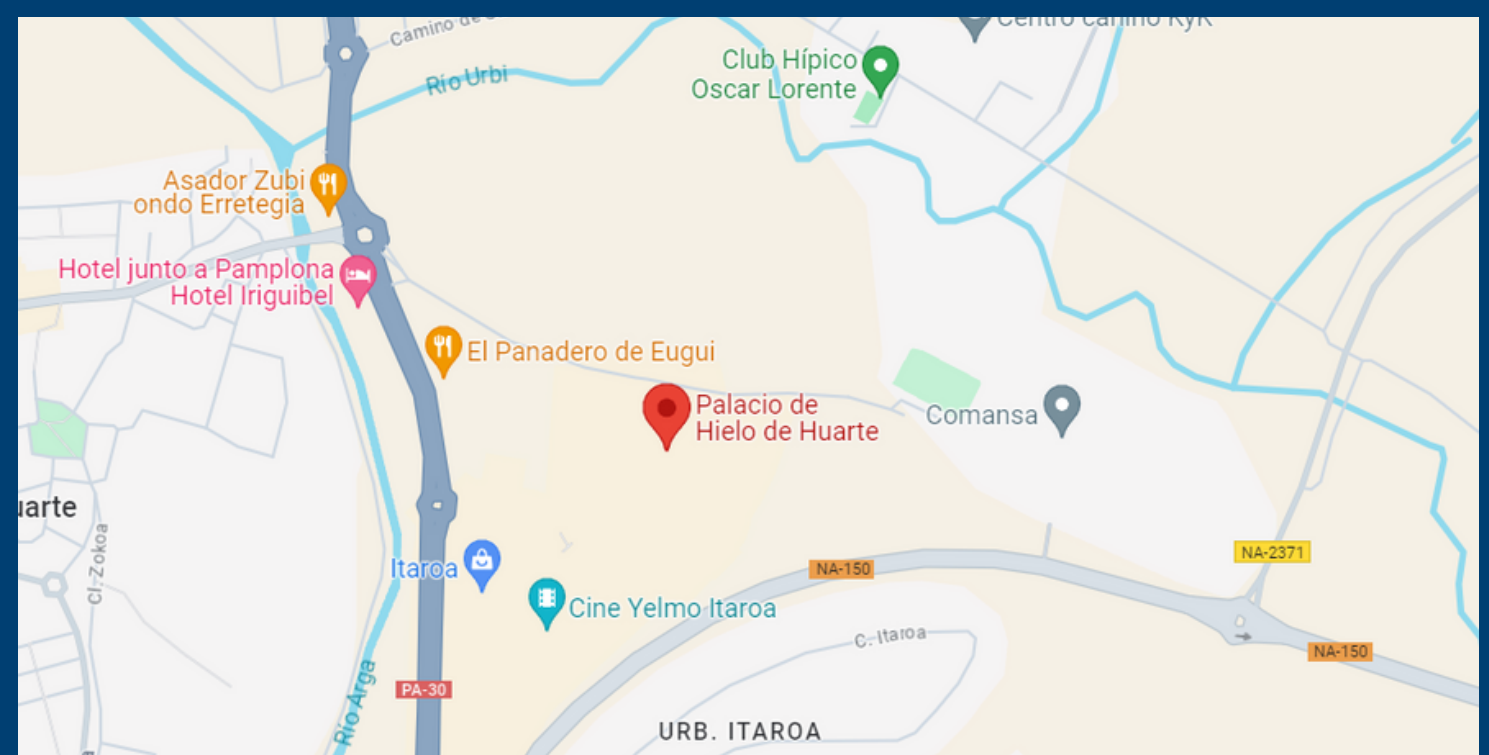 Camino de
Centro canino KyK
Río Urbi
Club Hípico
Oscar Lorente
Asador Zubi
ondo Erretegia
Hotel junto a Pamplona
Hotel Iriguibel
El Panadero de Eugui
Palacio de
Hielo de Huarte
Comansa
uarte
Cl. Zokoa
NA-2371
Itaroa
NA-150
Cine Yelmo Itaroa
C. Itaroa
NA-150
PA-30
Río Arga
URB. ITAROA